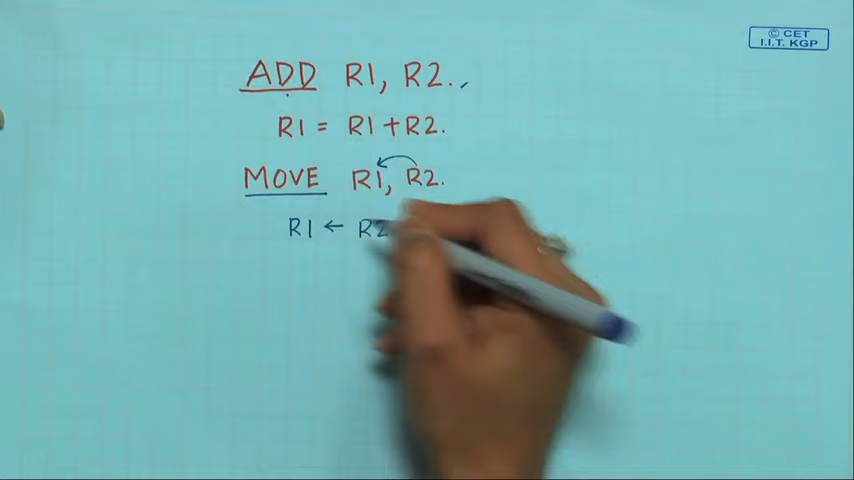 © CET
I.I.T. KGP
ADD R1, R2.
R1 = R1 + R2.
MOVE R1, R2.
R1 ← R2